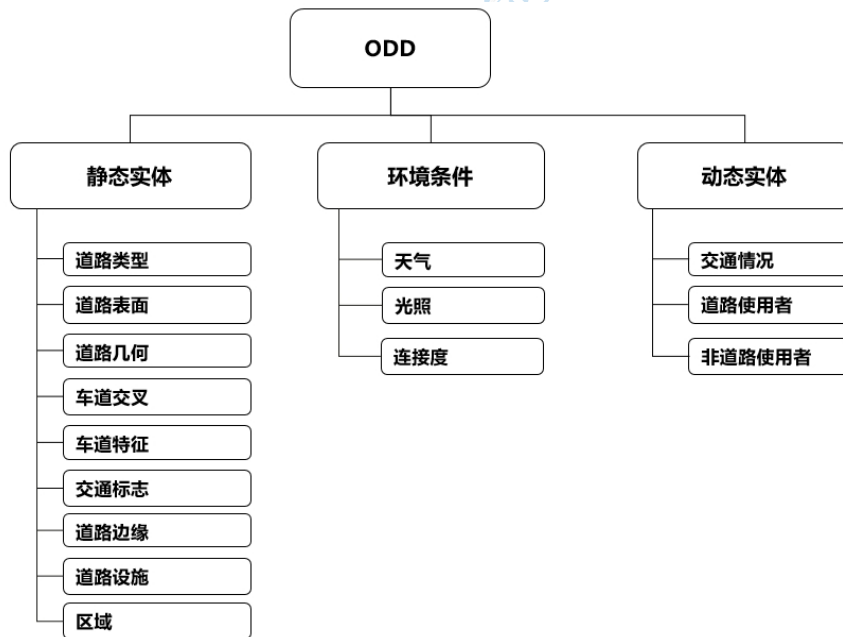 ODD
静态实体
环境条件
动态实体
道路类型
道路表面
道路几何
车道交叉
车道特征
交通标志
道路边缘
道路设施
区域
天气
光照
连接度
交通情况
道路使用者
非道路使用者